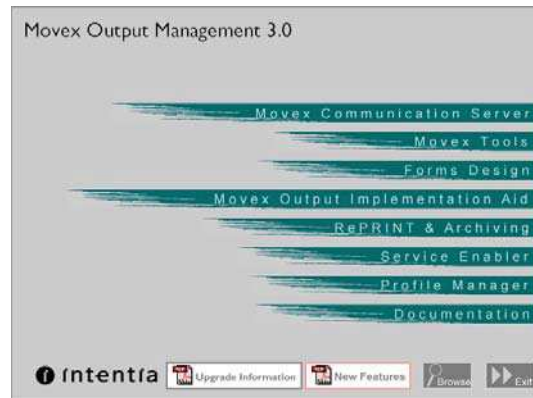 Movex Output Management 3.0
Movex Communication Server
Movex Tools
Forms Design
Movex Output Implementation Aid
RePRINT & Archiving
Service Enabler
Profile Manager
Documentation
intentia
Upgrade Information
New Features
Browse
Exit